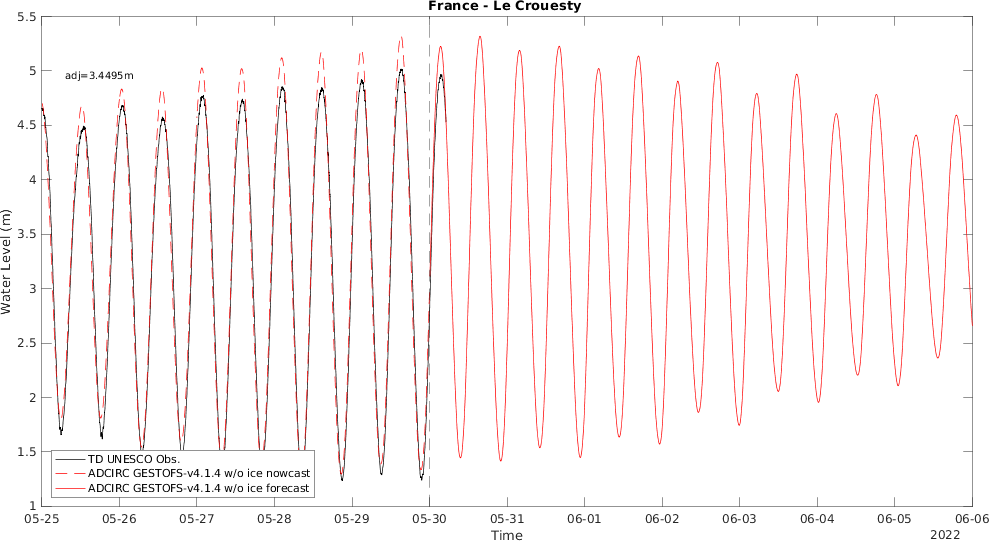 France - Le Crouesty
5.5
5
4.5
4
3.5
3
2.5
2
1.5
1
Water Level (m)
adj=3.4495m
TD UNESCO Obs.
ADCIRC GESTOFS-v4.1.4 w/o ice nowcast
ADCIRC GESTOFS-v4.1.4 w/o ice forecast
05-25 05-26 05-27 05-28 05-29 05-30 05-31 06-01 06-02 06-03 06-04 06-05 06-06
Time
2022